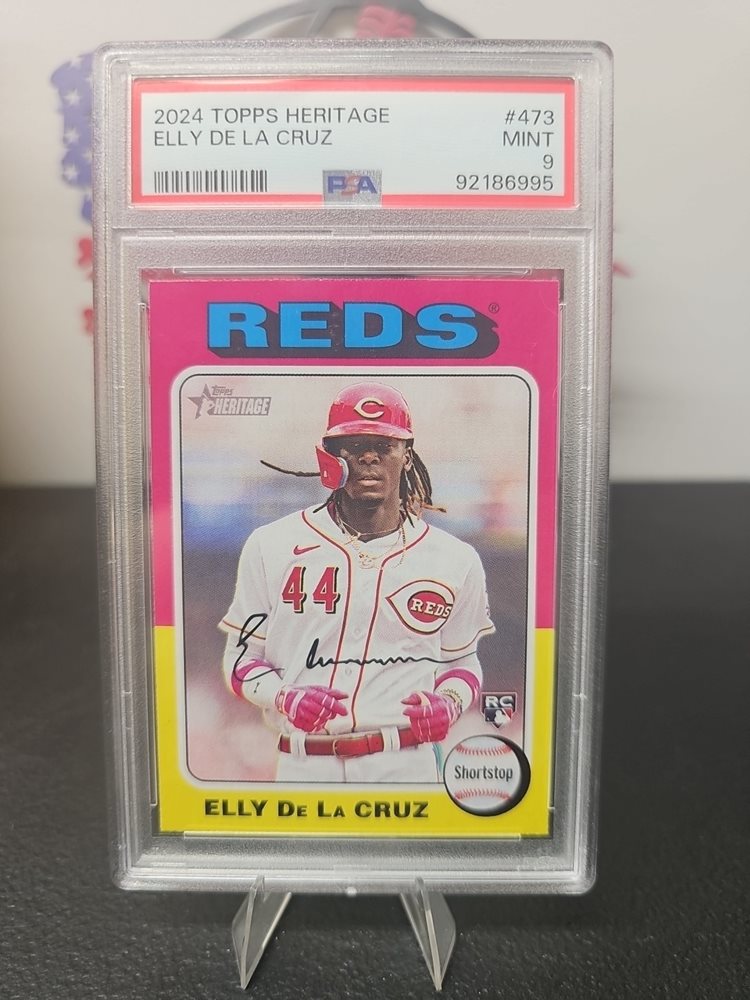 2024 TOPPS HERITAGE #473
ELLY DE LA CRUZ MINT
9
PSA 92186995
REDS®
Topps
HERITAGE
44
REDS
RC
Shortstop
ELLY DE LA CRUZ